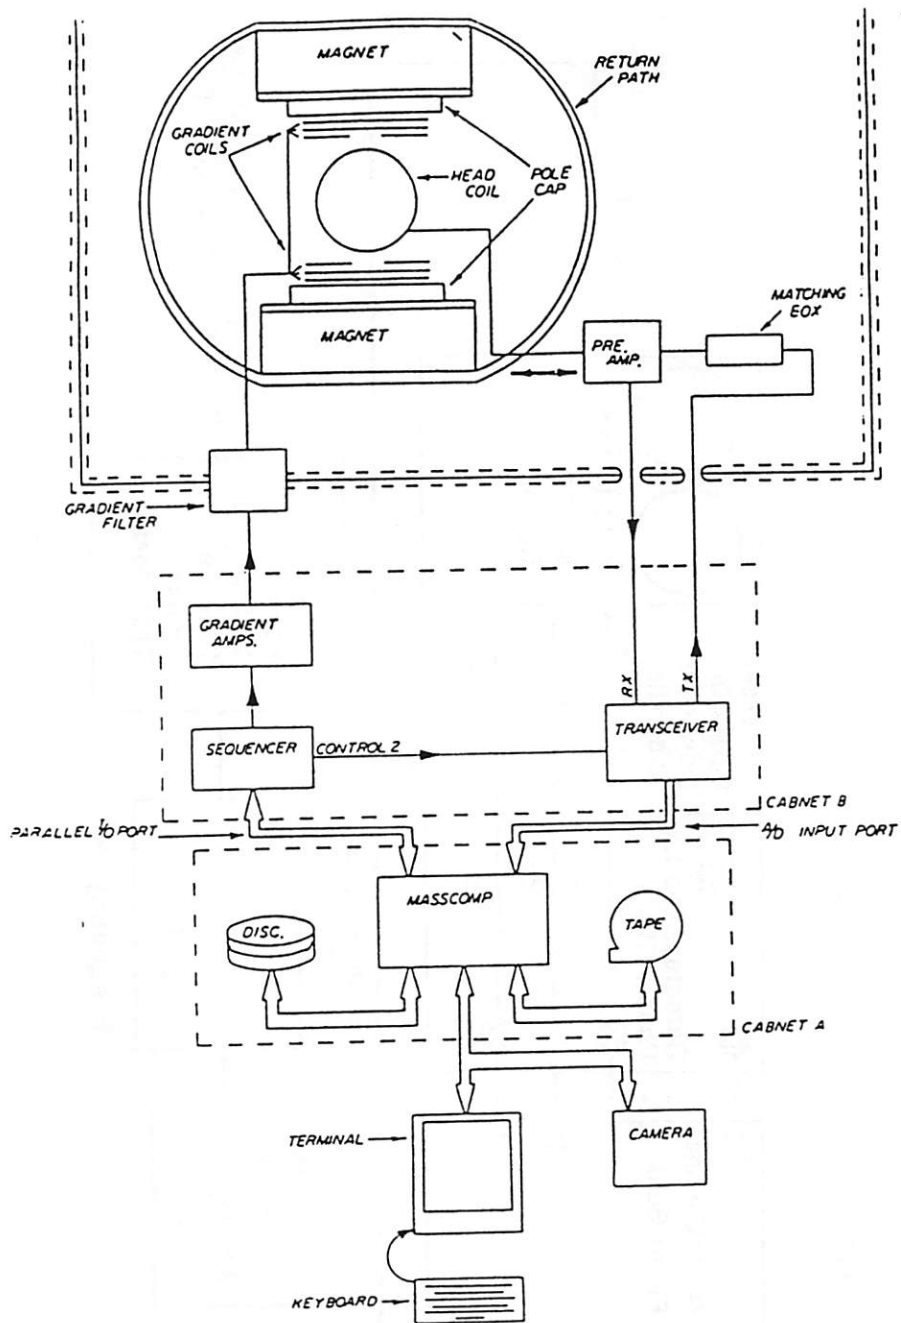 MAGNET
RETURN
PATH
GRADIENT
COILS
HEAD
COIL
POLE
CAP
MAGNET
MATCHING
EOX
PRE.
AMP.
GRADIENT
FILTER
GRADIENT
AMPS.
RX
TX
SEQUENCER
CONTROL 2
TRANSCEIVER
CABNET B
PARALLEL I/O PORT
A/D INPUT PORT
MASSCOMP
DISC.
TAPE
CABNET A
TERMINAL
CAMERA
KEYBOARD